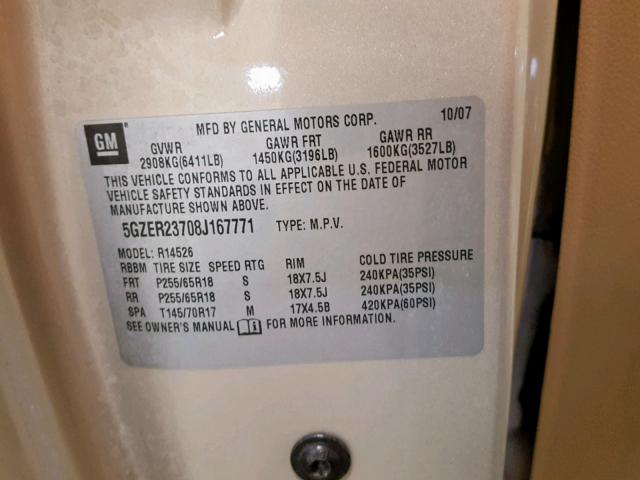 MFD BY GENERAL MOTORS CORP. 10/07
GM
GVWR GAWR FRT GAWR RR
2908KG(6411LB) 1450KG(3196LB) 1600KG(3527LB)
THIS VEHICLE CONFORMS TO ALL APPLICABLE U.S. FEDERAL MOTOR
VEHICLE SAFETY STANDARDS IN EFFECT ON THE DATE OF
MANUFACTURE SHOWN ABOVE.
5GZER23708J167771 TYPE: M.P.V.
MODEL: R14526
RBBM TIRE SIZE SPEED RTG RIM COLD TIRE PRESSURE
FRT P255/65R18 S 18X7.5J 240KPA(35PSI)
RR P255/65R18 S 18X7.5J 240KPA(35PSI)
SPA T145/70R17 M 17X4.5B 420KPA(60PSI)
SEE OWNER'S MANUAL FOR MORE INFORMATION.